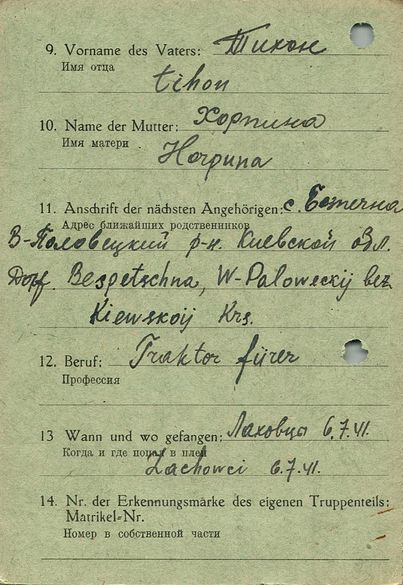 9. Vorname des Vaters: Тихон
Имя отца
tihon
10. Name der Mutter: Хорпина
Имя матери
Horpina
11. Anschrift der nächsten Angehörigen: с. Безпечна
Адрес ближайших родственников
В-Половецкий р-н. Киевской обл.
Dorf. Bespetschna, W-Paloweckij bez
Kiewskoij Krs.
12. Beruf: Traktor fürer
Профессия
13 Wann und wo gefangen: Лаховцы 6.7.41.
Когда и где попал в плен
Lachowci 6.7.41.
14. Nr. der Erkennungsmarke des eigenen Truppenteils:
Matrikel-Nr.
Номер в собственной части